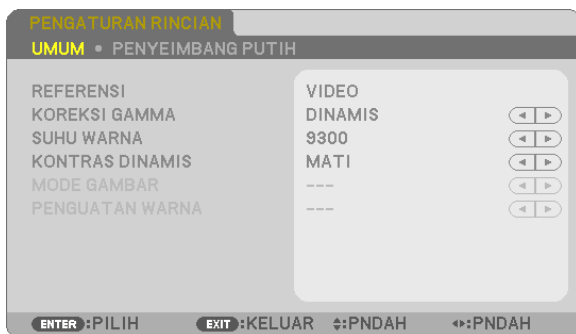 PENGATURAN RINCIAN
UMUM • PENYEIMBANG PUTIH
REFERENSI VIDEO
KOREKSI GAMMA DINAMIS
SUHU WARNA 9300
KONTRAS DINAMIS MATI
MODE GAMBAR ---
PENGUATAN WARNA ---
ENTER :PILIH EXIT :KELUAR :PNDAH :PNDAH